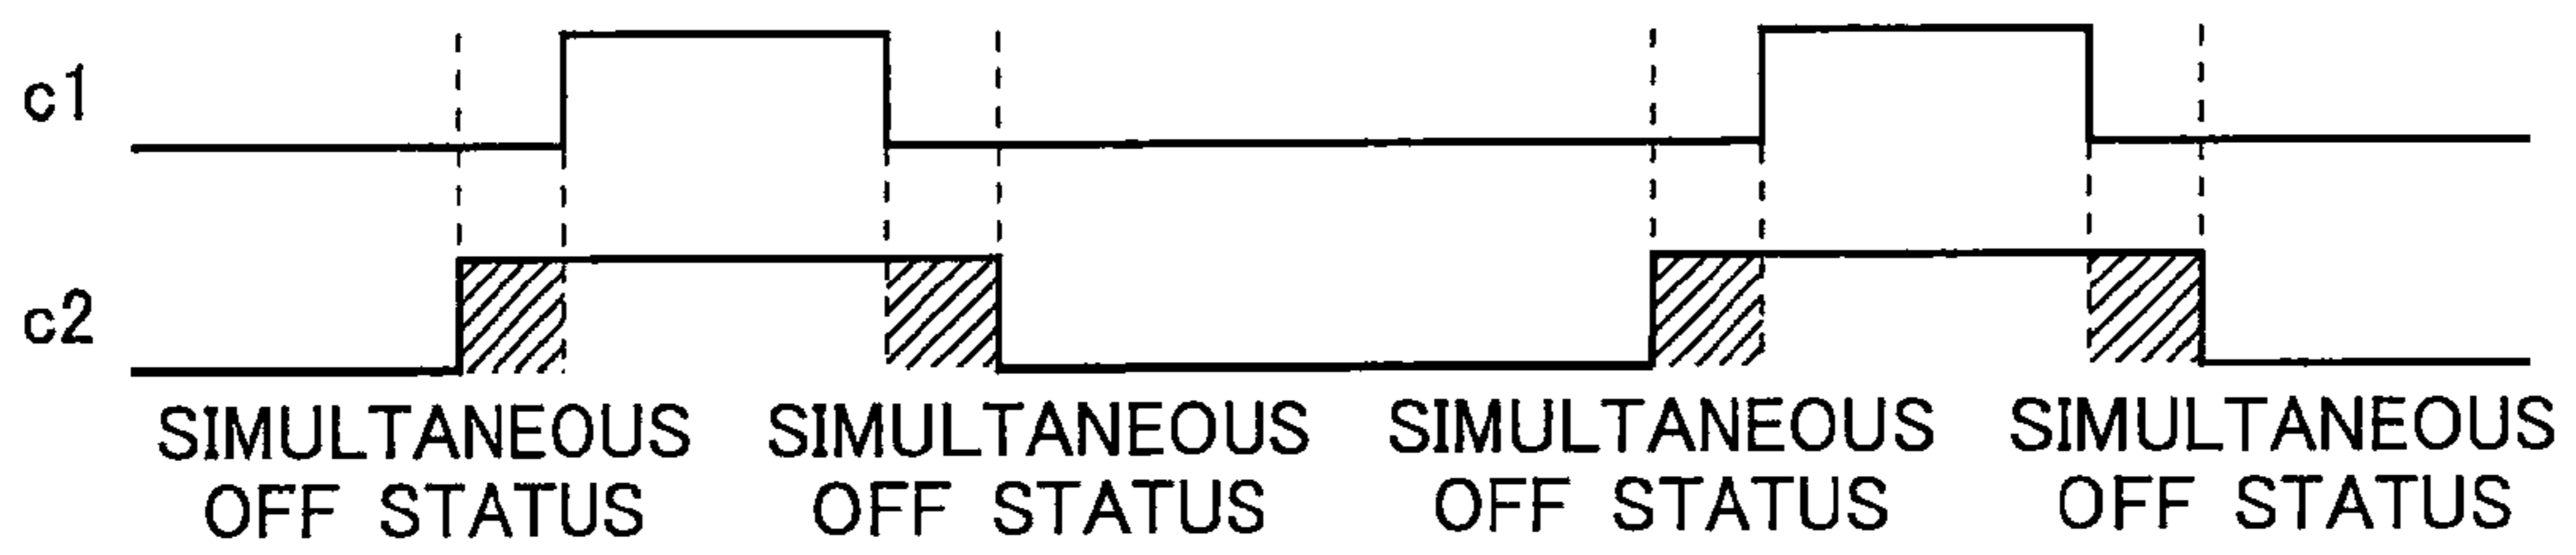 c1
c2
SIMULTANEOUS SIMULTANEOUS SIMULTANEOUS SIMULTANEOUS
OFF STATUS OFF STATUS OFF STATUS OFF STATUS